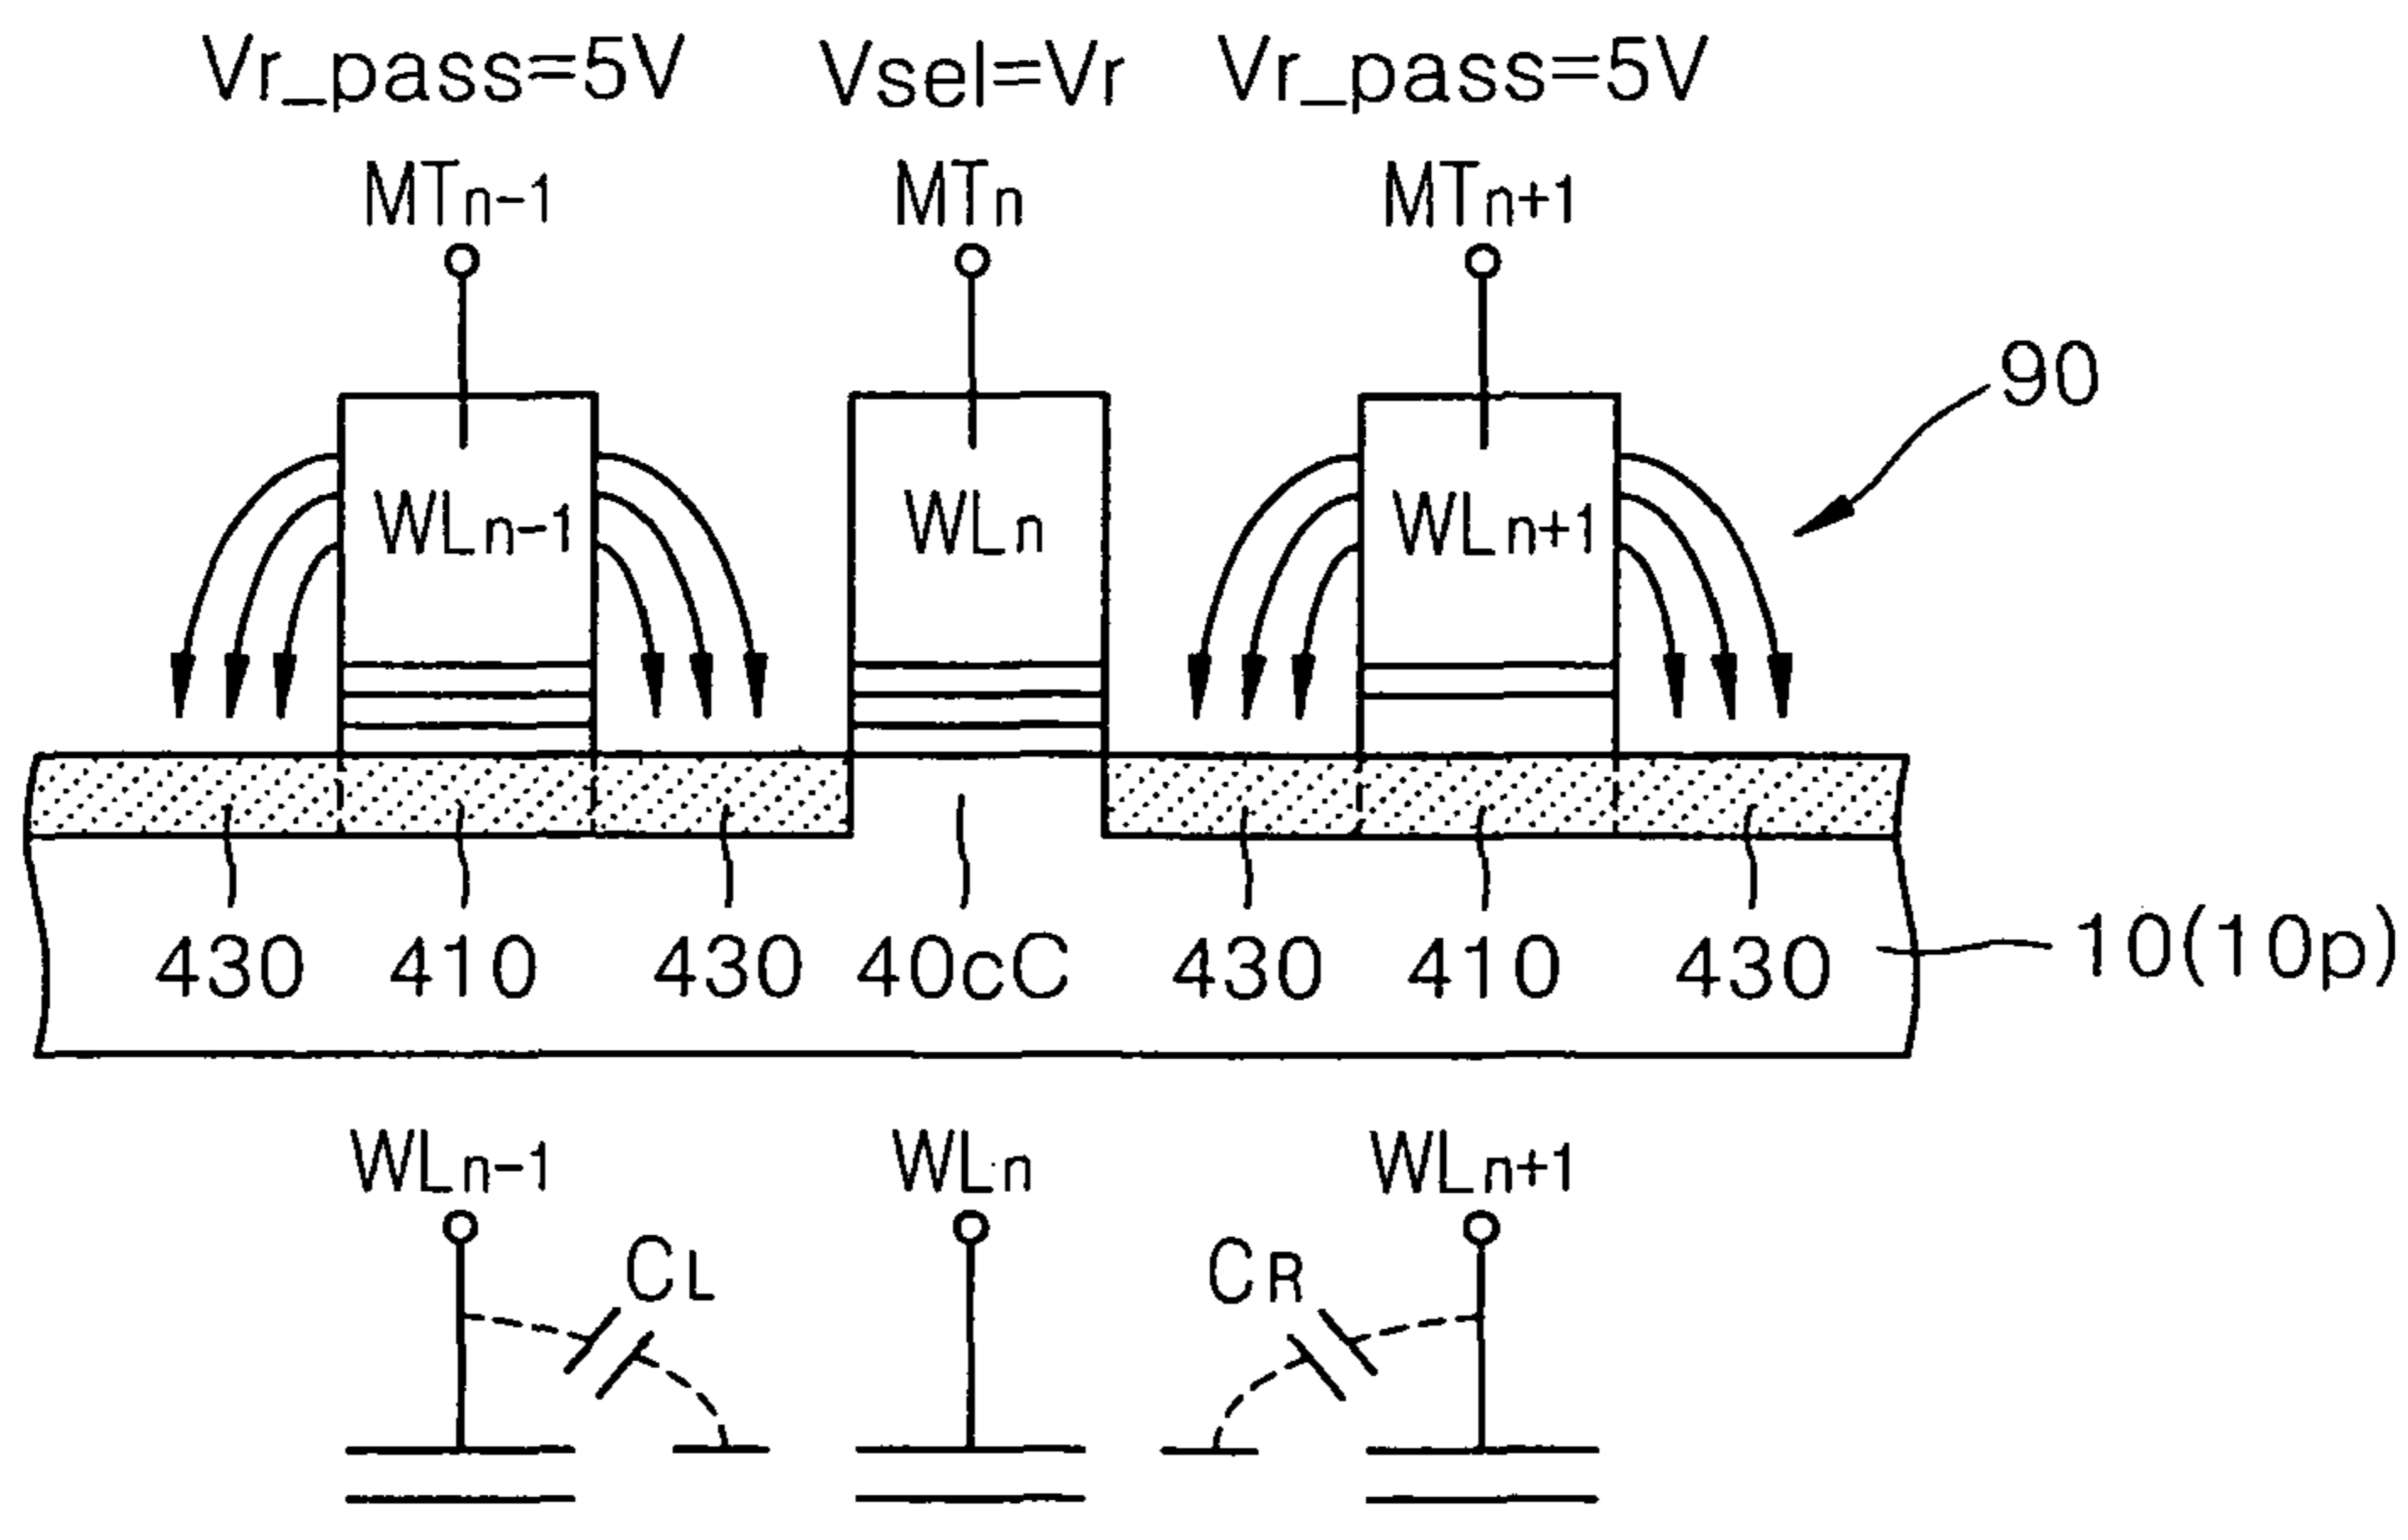 Vr_pass=5V Vsel=Vr Vr_pass=5V
MTn-1 MTn MTn+1
90
WLn-1 WLn WLn+1
430 410 430 40cC 430 410 430 10(10p)
WLn-1 WLn WLn+1
CL CR